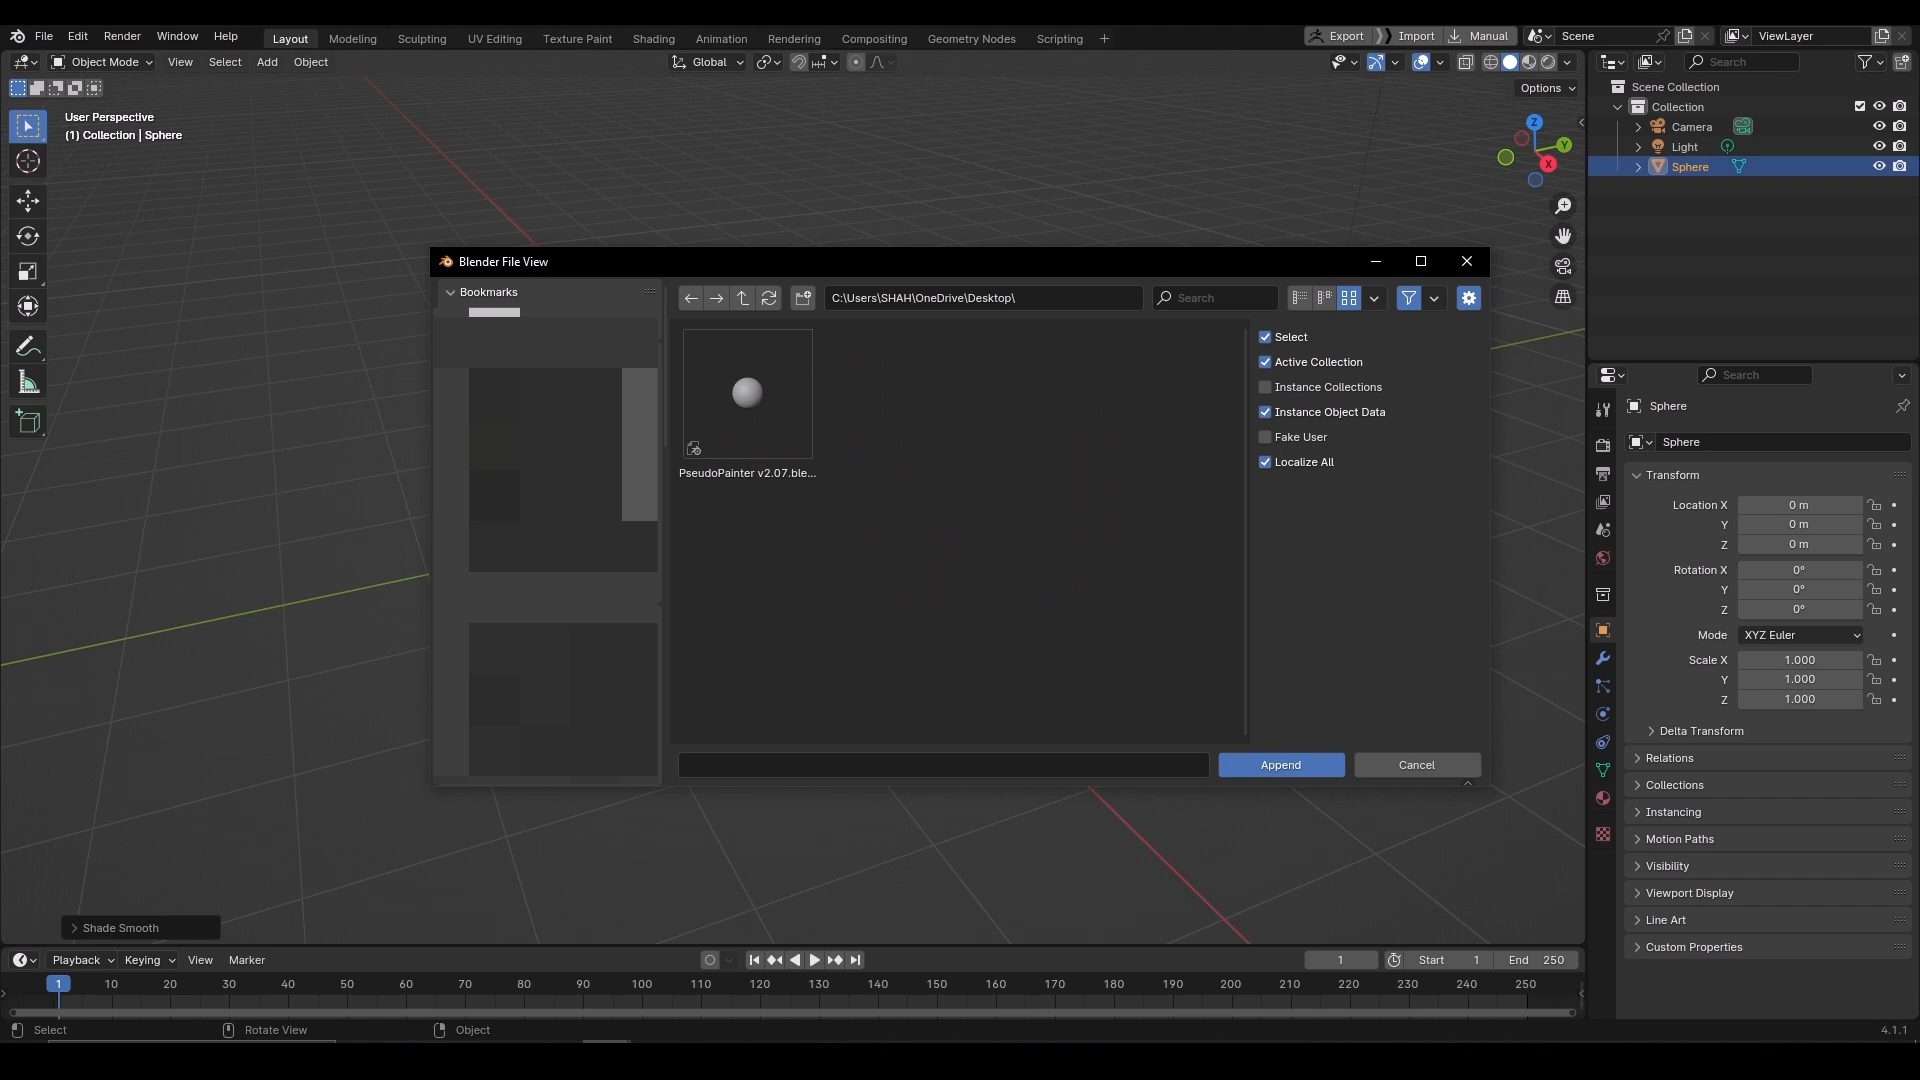 File Edit Render Window Help Layout Modeling Sculpting UV Editing Texture Paint Shading Animation Rendering Compositing Geometry Nodes Scripting + Export Import Manual Scene ViewLayer
Object Mode View Select Add Object Global Search
Options
User Perspective
(1) Collection | Sphere
Z
Y
X
Scene Collection
Collection
Camera
Light
Sphere
Blender File View
Bookmarks
C:\Users\SHAH\OneDrive\Desktop\ Search
PseudoPainter v2.07.ble...
Select
Active Collection
Instance Collections
Instance Object Data
Fake User
Localize All
Append Cancel
Search
Sphere
Sphere
Transform
Location X 0 m
Y 0 m
Z 0 m
Rotation X 0°
Y 0°
Z 0°
Mode XYZ Euler
Scale X 1.000
Y 1.000
Z 1.000
Delta Transform
Relations
Collections
Instancing
Motion Paths
Visibility
Viewport Display
Line Art
Custom Properties
Shade Smooth
Playback Keying View Marker 1 Start 1 End 250
1 10 20 30 40 50 60 70 80 90 100 110 120 130 140 150 160 170 180 190 200 210 220 230 240 250
Select Rotate View Object 4.1.1